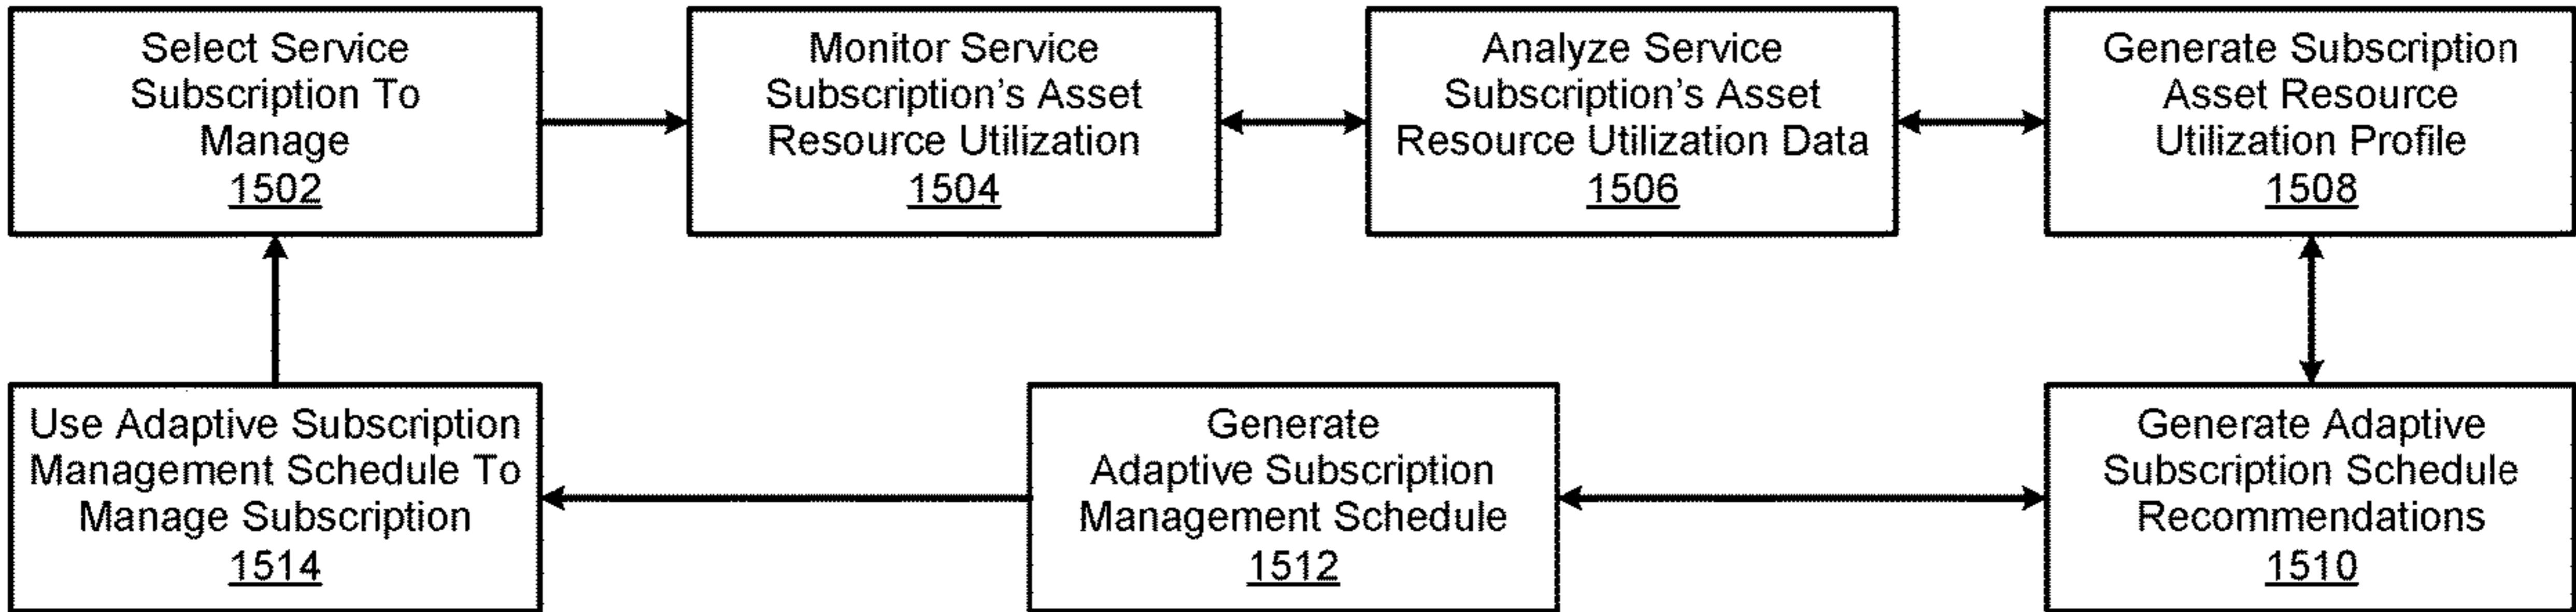 Select Service
Subscription To
Manage
1502
Monitor Service
Subscription's Asset
Resource Utilization
1504
Analyze Service
Subscription's Asset
Resource Utilization Data
1506
Generate Subscription
Asset Resource
Utilization Profile
1508
Use Adaptive Subscription
Management Schedule To
Manage Subscription
1514
Generate
Adaptive Subscription
Management Schedule
1512
Generate Adaptive
Subscription Schedule
Recommendations
1510